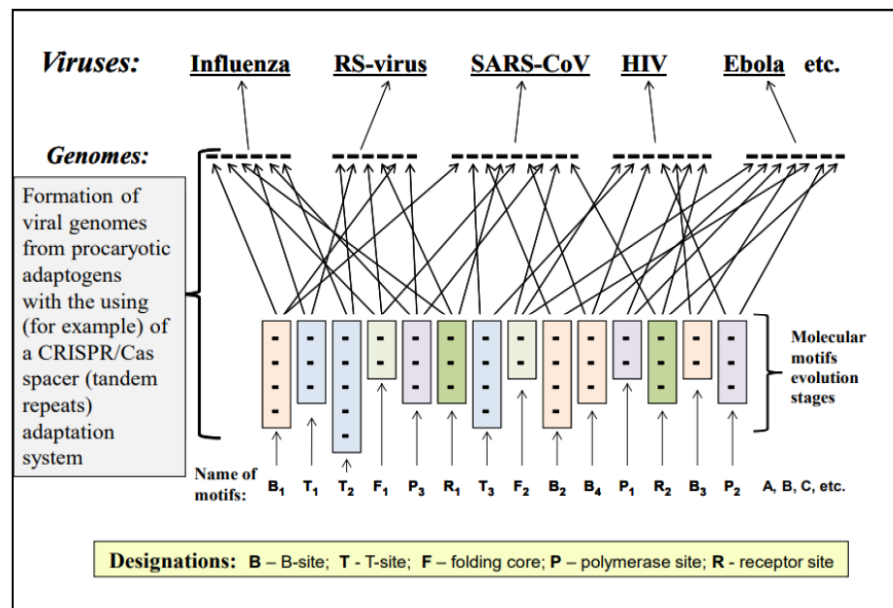 Viruses: Influenza RS-virus SARS-CoV HIV Ebola etc.
Genomes:
Formation of
viral genomes
from procaryotic
adaptogens
with the using
(for example) of
a CRISPR/Cas
spacer (tandem
repeats)
adaptation
system
Molecular
motifs
evolution
stages
Name of
motifs: B₁ T₁ T₂ F₁ P₃ R₁ T₃ F₂ B₂ B₄ P₁ R₂ B₃ P₂ A, B, C, etc.
Designations: B – B-site; T - T-site; F – folding core; P – polymerase site; R - receptor site